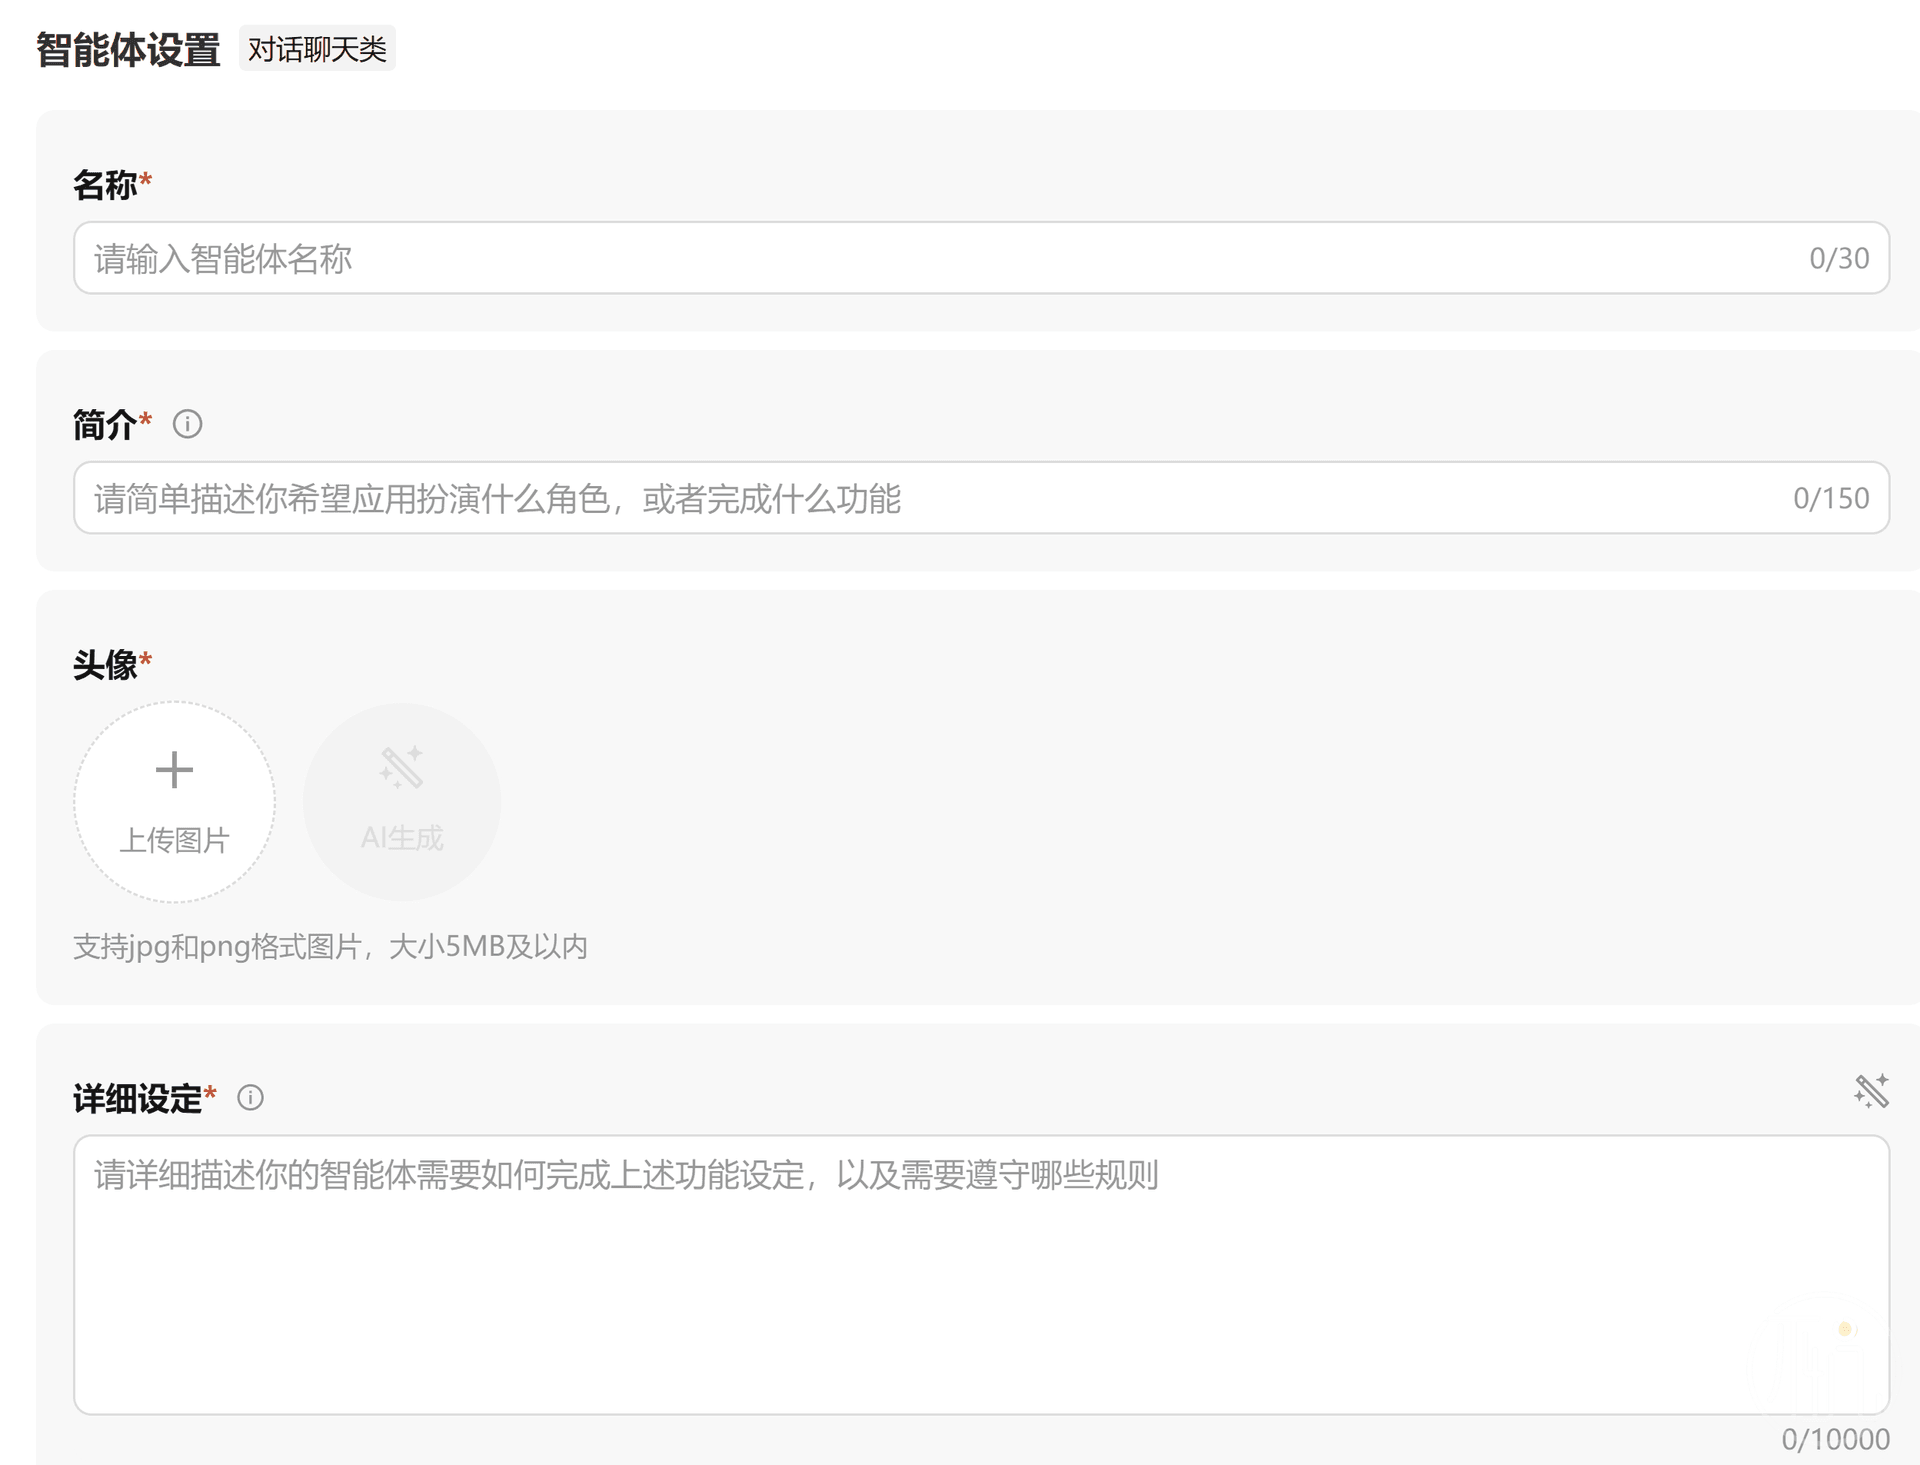 智能体设置 对话聊天类
名称*
请输入智能体名称 0/30
简介*
请简单描述你希望应用扮演什么角色，或者完成什么功能 0/150
头像*
上传图片 AI生成
支持jpg和png格式图片，大小5MB及以内
详细设定*
请详细描述你的智能体需要如何完成上述功能设定，以及需要遵守哪些规则
0/10000